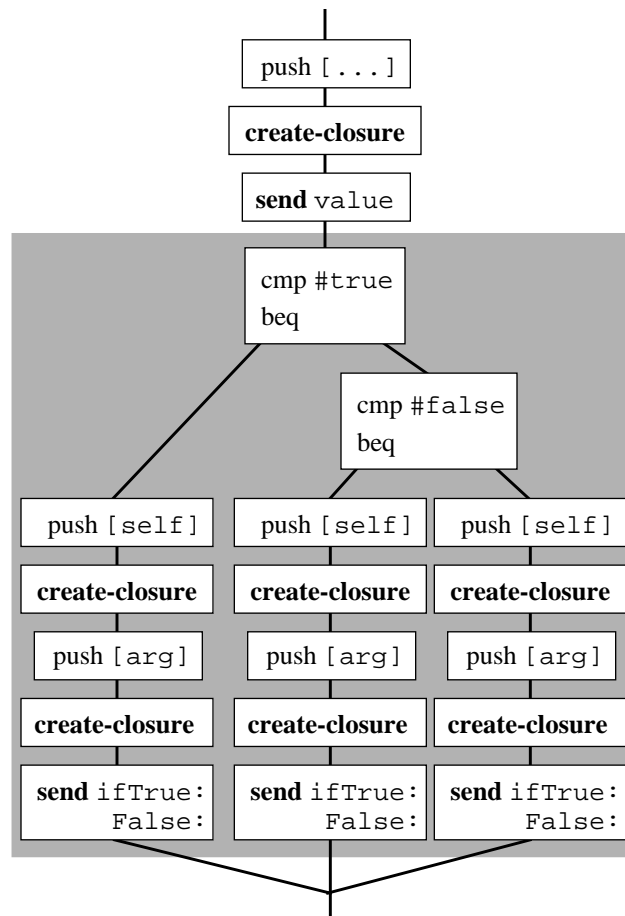 push [...]
create-closure
send value
cmp #true
beq
cmp #false
beq
push [self]
push [self]
push [self]
create-closure
create-closure
create-closure
push [arg]
push [arg]
push [arg]
create-closure
create-closure
create-closure
send ifTrue:
False:
send ifTrue:
False:
send ifTrue:
False: